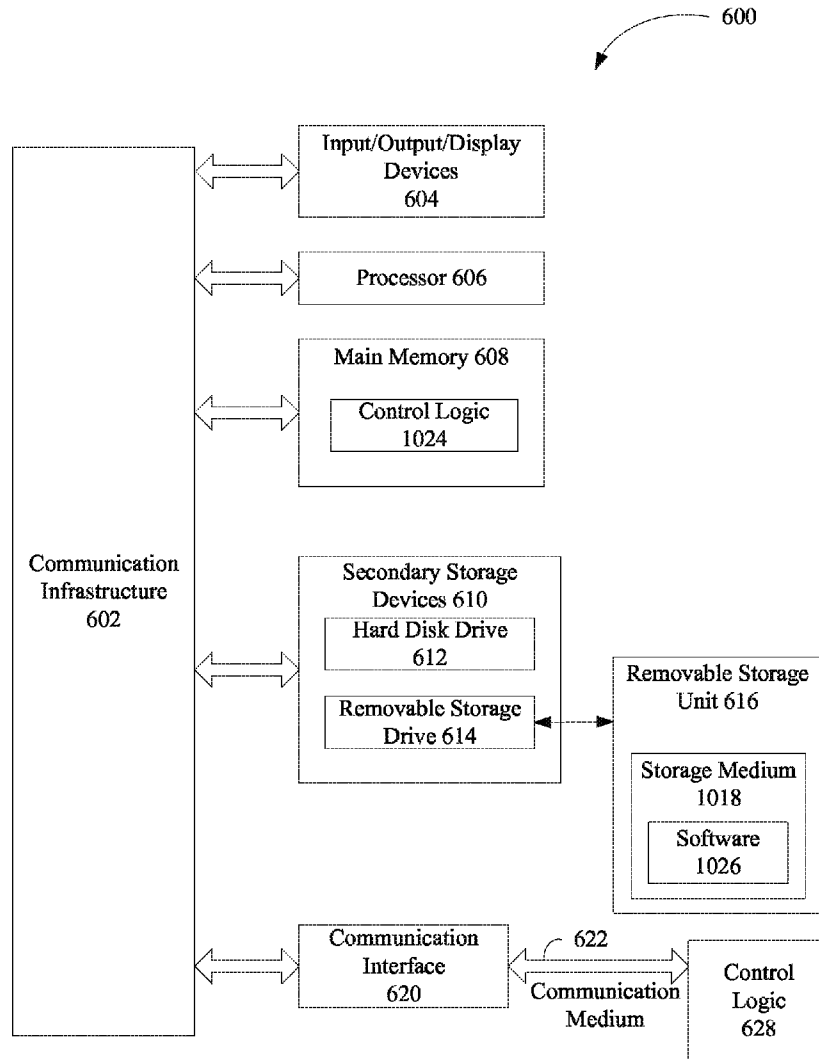 600
Input/Output/Display
Devices
604
Processor 606
Main Memory 608
Control Logic
1024
Communication
Infrastructure
602
Secondary Storage
Devices 610
Hard Disk Drive
612
Removable Storage
Drive 614
Removable Storage
Unit 616
Storage Medium
1018
Software
1026
Communication
Interface
620
622
Communication
Medium
Control
Logic
628